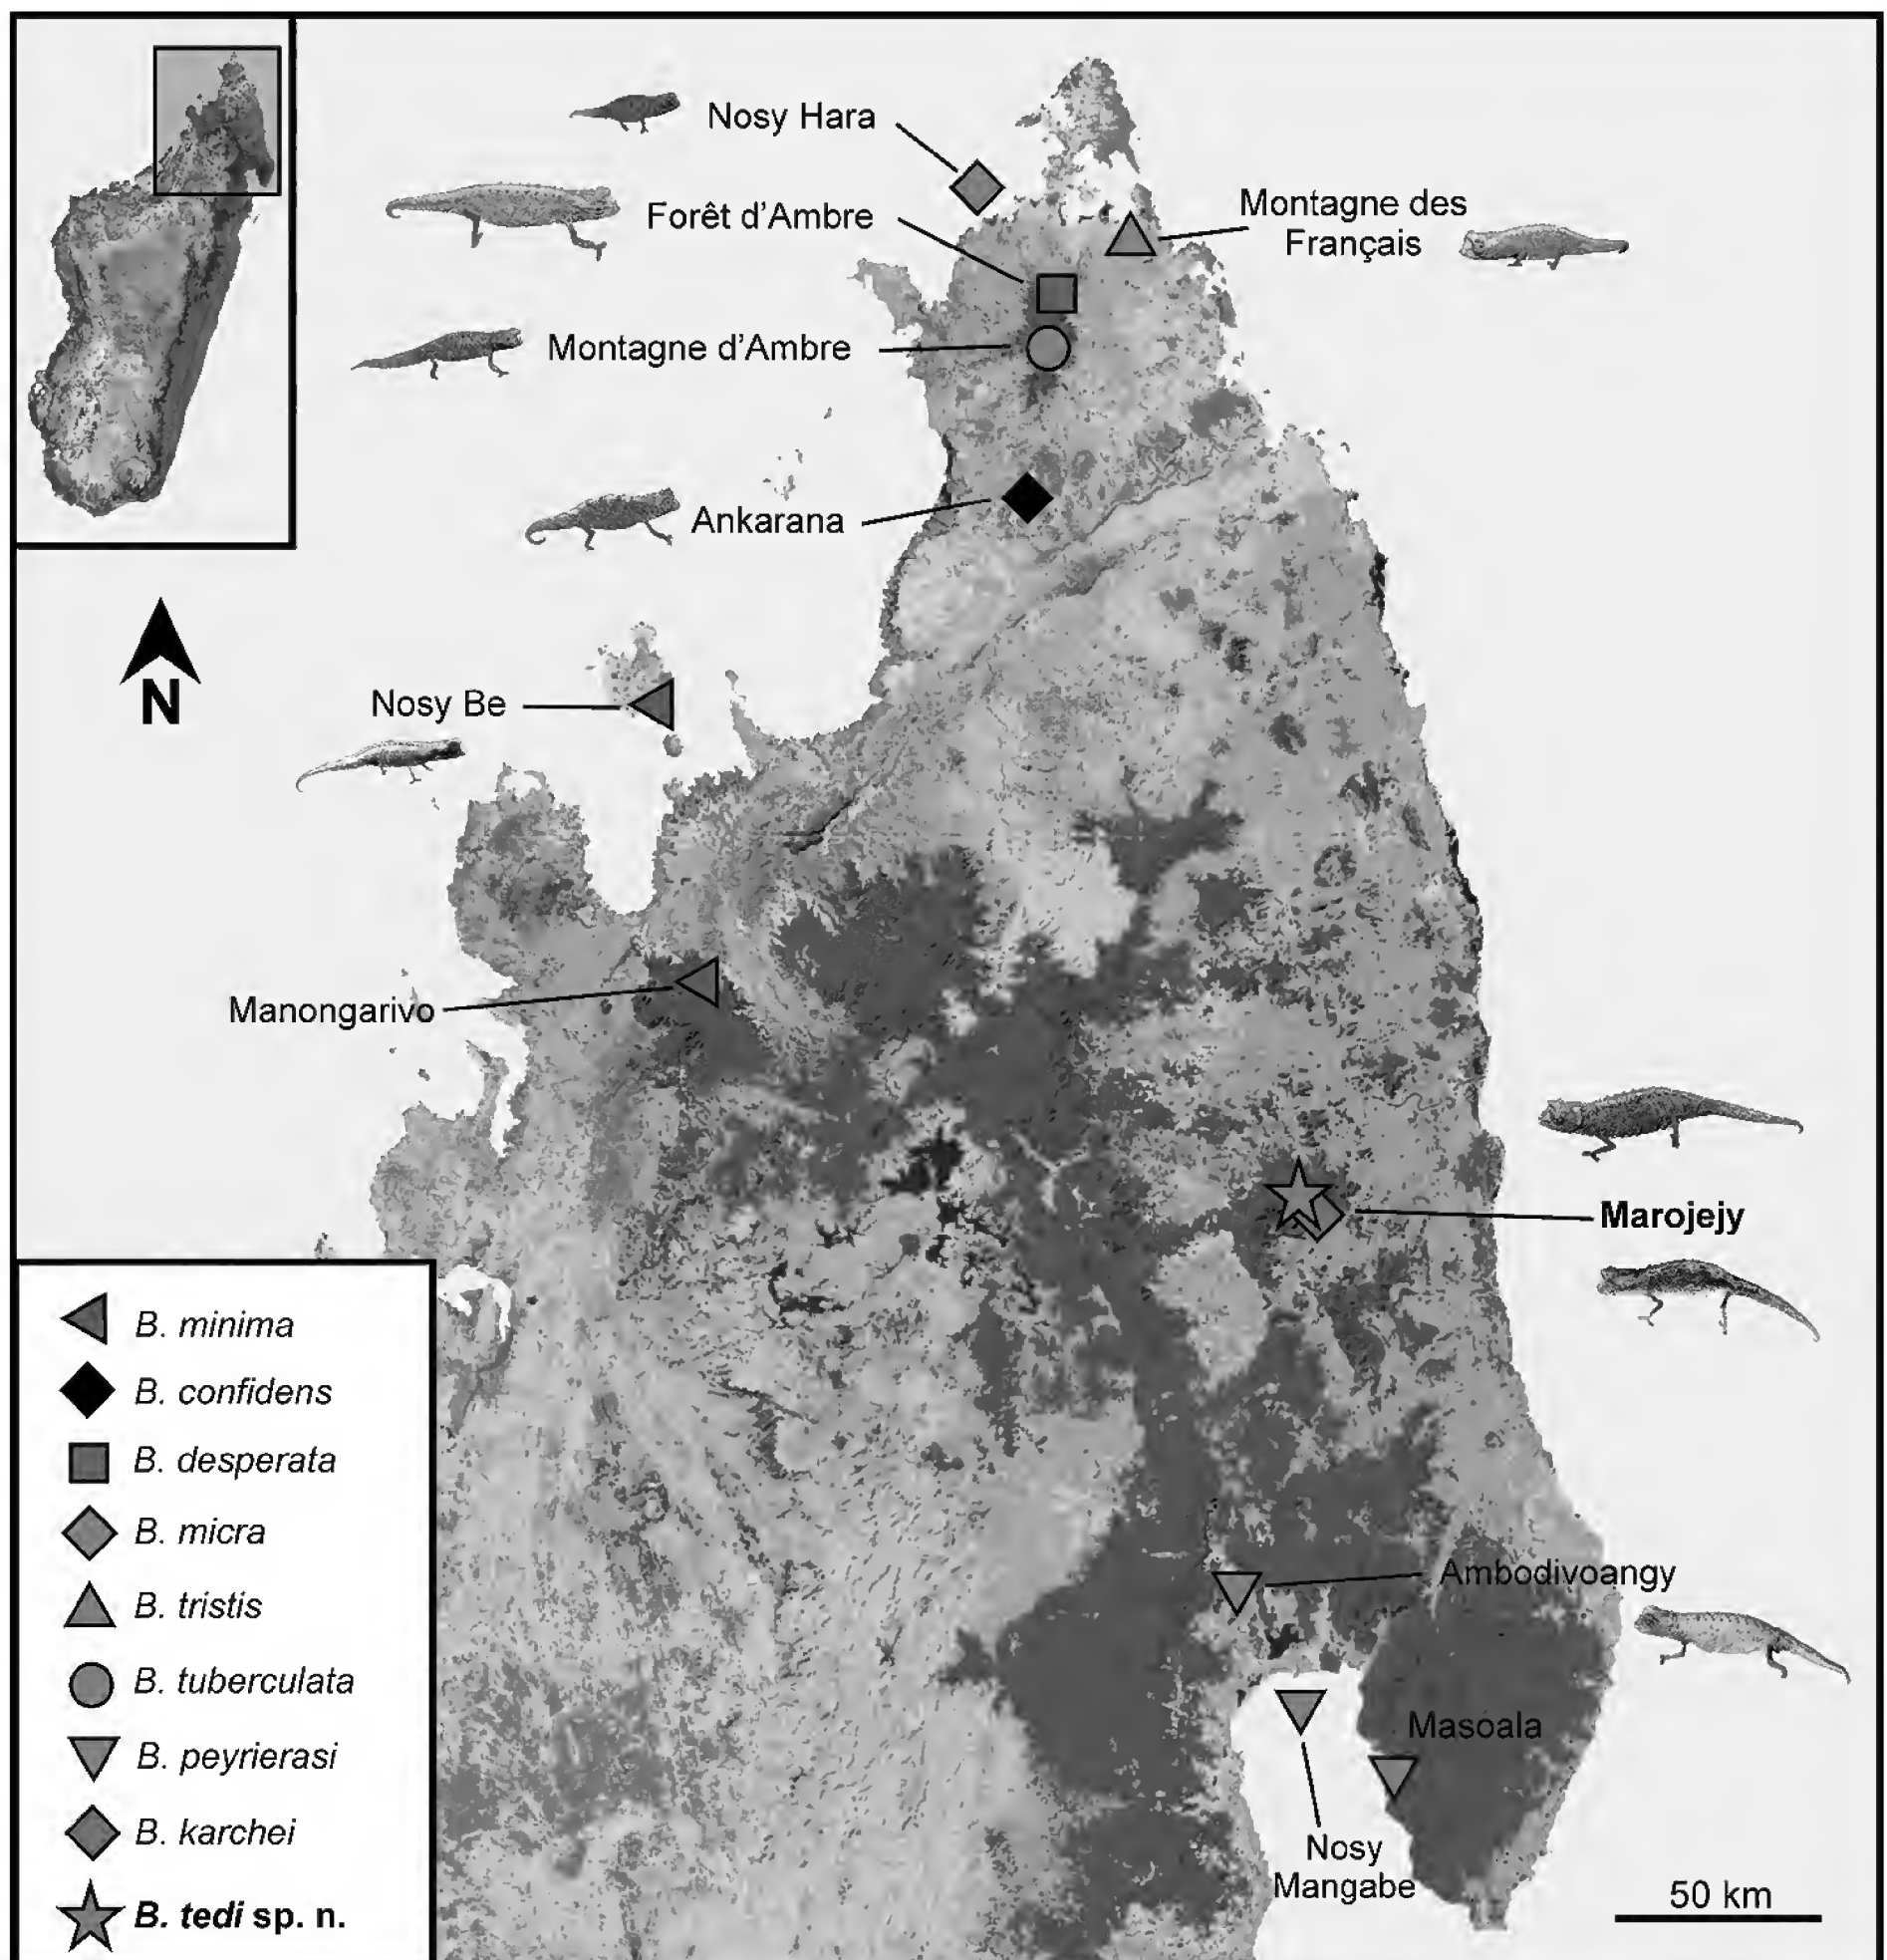 Nosy Hara
Forêt d'Ambre
Montagne des
Français
Montagne d'Ambre
Ankarana
N
Nosy Be
Manongarivo
Marojejy
B. minima
B. confidens
B. desperata
B. micra
B. tristis
B. tuberculata
B. peyrierasi
B. karchei
B. tedi sp. n.
Ambodivoangy
Masoala
Nosy
Mangabe
50 km